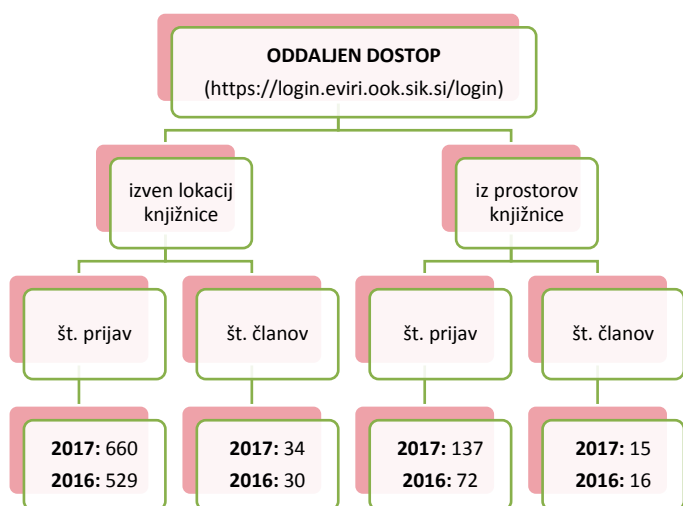 ODDALJEN DOSTOP
(https://login.eviri.ook.sik.si/login)
izven lokacij
knjižnice
iz prostorov
knjižnice
št. prijav
št. članov
št. prijav
št. članov
2017: 660
2016: 529
2017: 34
2016: 30
2017: 137
2016: 72
2017: 15
2016: 16